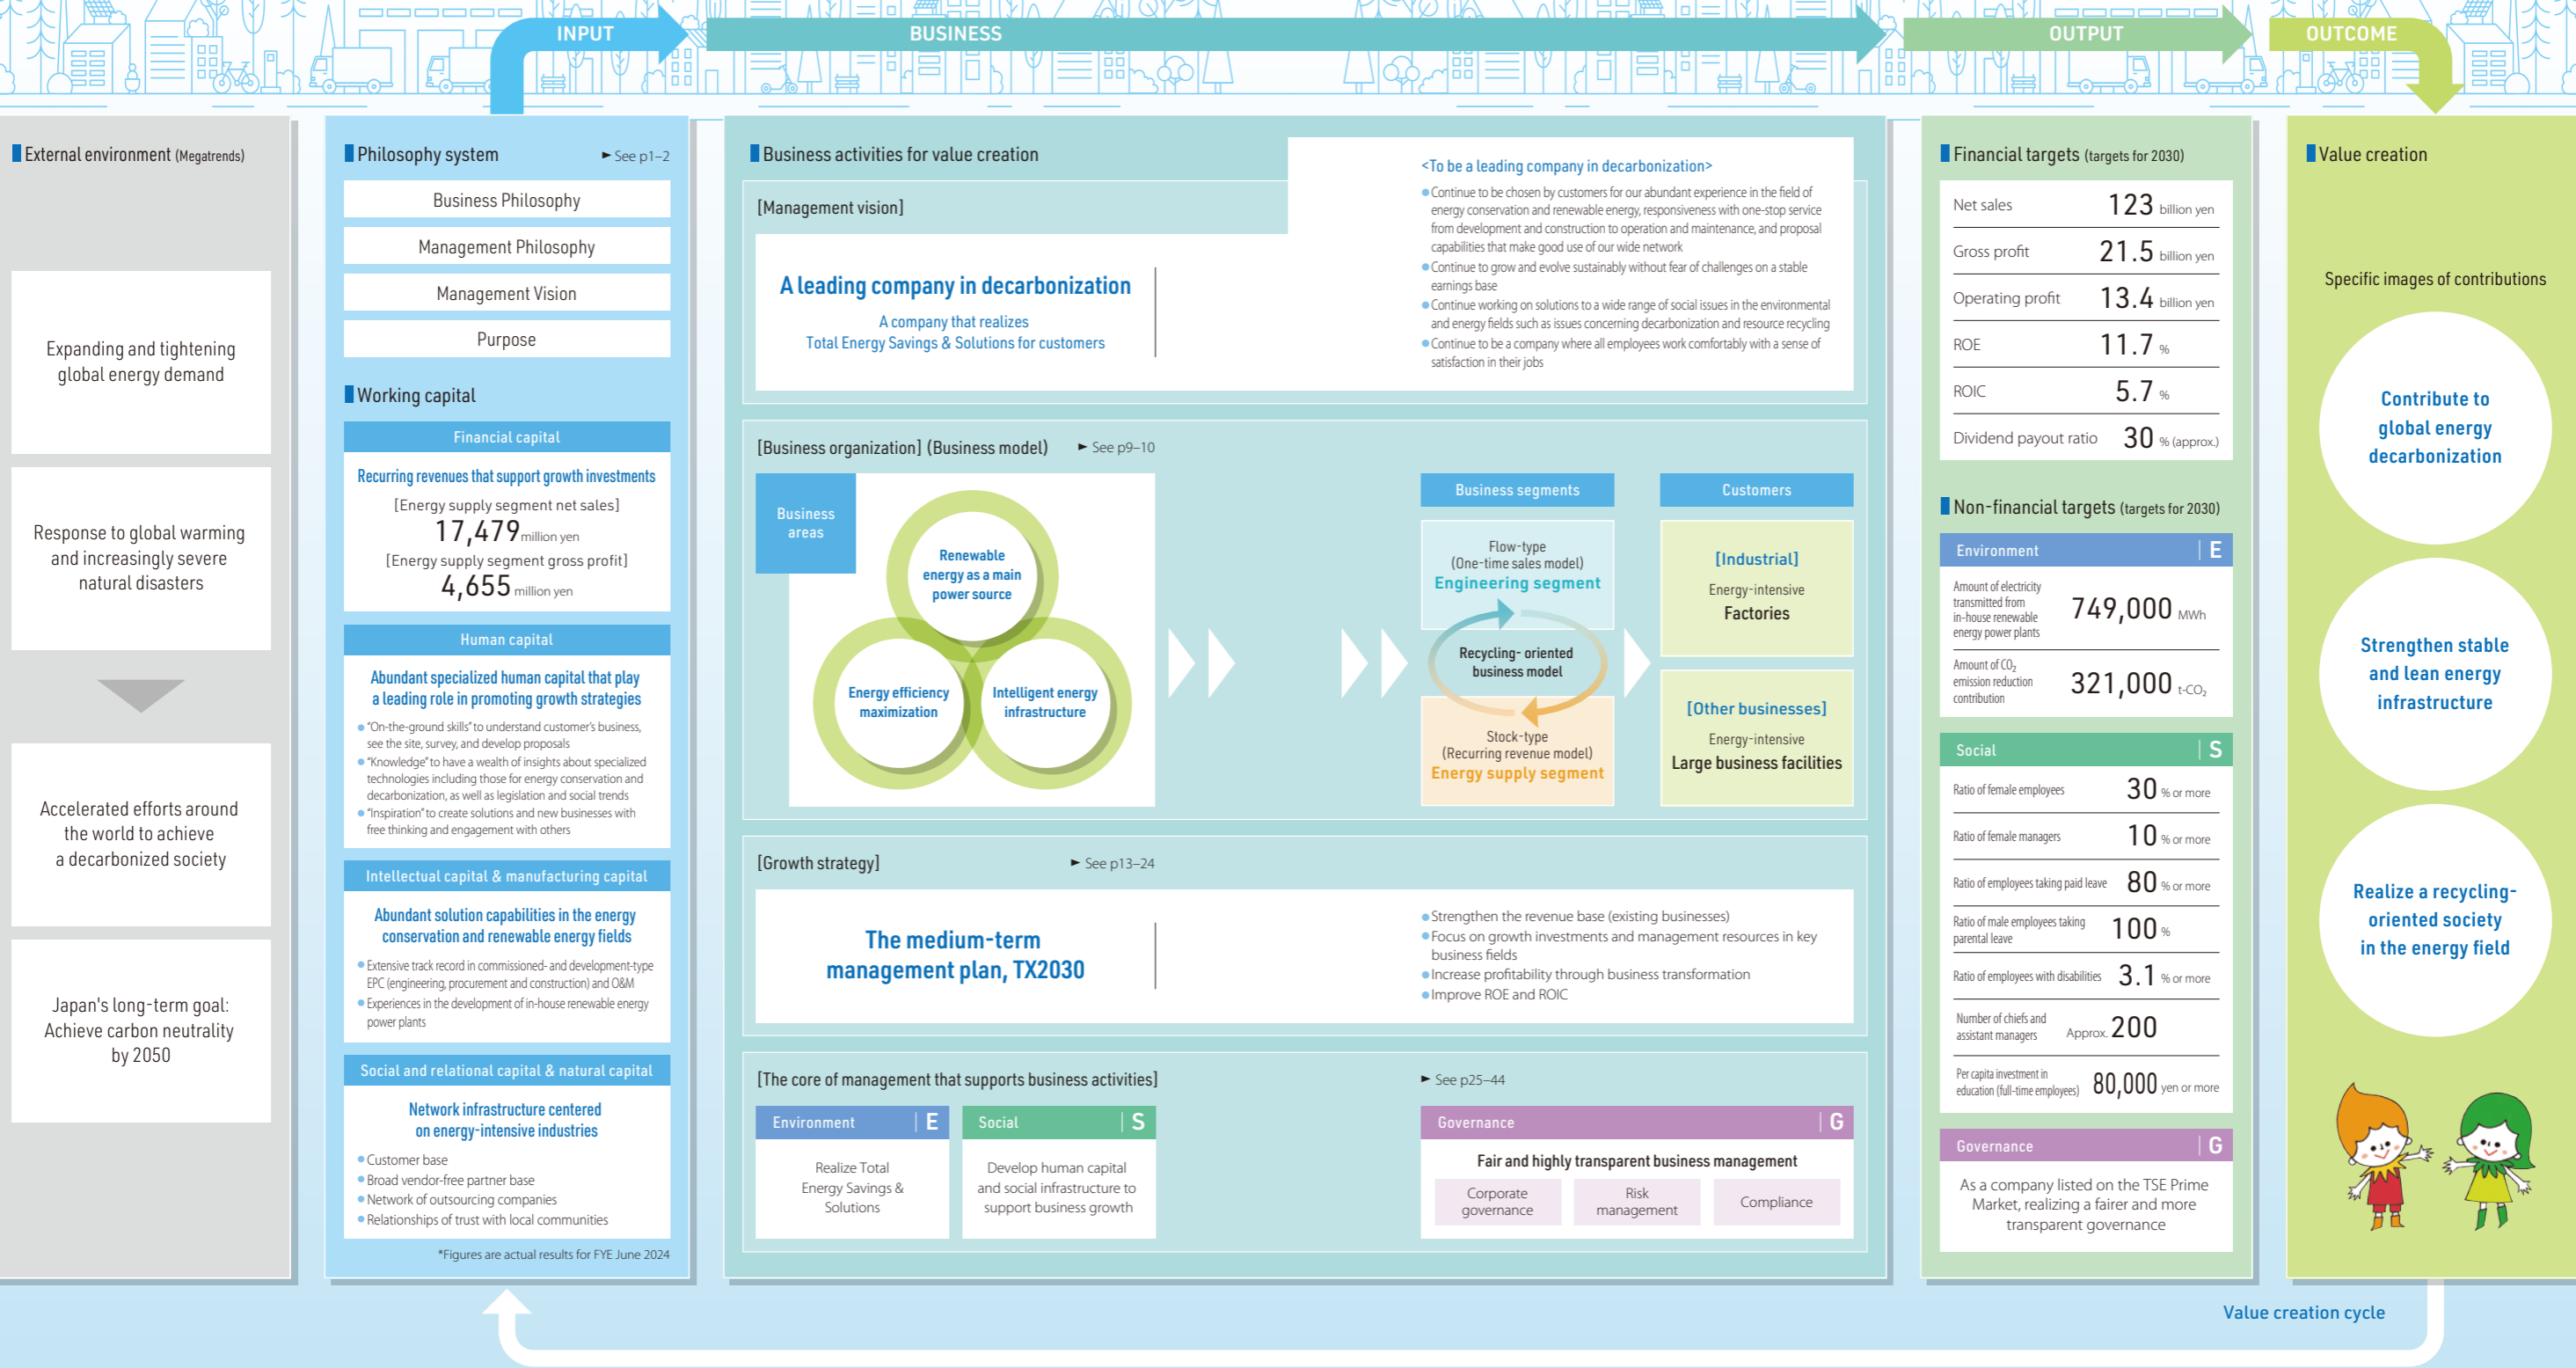 INPUT
BUSINESS
OUTPUT
OUTCOME
External environment (Megatrends)
Expanding and tightening
global energy demand
Response to global warming
and increasingly severe
natural disasters
Accelerated efforts around
the world to achieve
a decarbonized society
Japan's long-term goal:
Achieve carbon neutrality
by 2050
Philosophy system
► See p1–2
Business Philosophy
Management Philosophy
Management Vision
Purpose
Working capital
Financial capital
Recurring revenues that support growth investments
[Energy supply segment net sales]
17,479 million yen
[Energy supply segment gross profit]
4,655 million yen
Human capital
Abundant specialized human capital that play
a leading role in promoting growth strategies
● “On-the-ground skills” to understand customer’s business,
see the site, survey, and develop proposals
● “Knowledge” to have a wealth of insights about specialized
technologies including those for energy conservation and
decarbonization, as well as legislation and social trends
● “Inspiration” to create solutions and new businesses with
free thinking and engagement with others
Intellectual capital & manufacturing capital
Abundant solution capabilities in the energy
conservation and renewable energy fields
● Extensive track record in commissioned- and development-type
EPC (engineering, procurement and construction) and O&M
● Experiences in the development of in-house renewable energy
power plants
Social and relational capital & natural capital
Network infrastructure centered
on energy-intensive industries
● Customer base
● Broad vendor-free partner base
● Network of outsourcing companies
● Relationships of trust with local communities
*Figures are actual results for FYE June 2024
Business activities for value creation
[Management vision]
A leading company in decarbonization
A company that realizes
Total Energy Savings & Solutions for customers
<To be a leading company in decarbonization>
● Continue to be chosen by customers for our abundant experience in the field of
energy conservation and renewable energy, responsiveness with one-stop service
from development and construction to operation and maintenance, and proposal
capabilities that make good use of our wide network
● Continue to grow and evolve sustainably without fear of challenges on a stable
earnings base
● Continue working on solutions to a wide range of social issues in the environmental
and energy fields such as issues concerning decarbonization and resource recycling
● Continue to be a company where all employees work comfortably with a sense of
satisfaction in their jobs
[Business organization] (Business model)
► See p9–10
Business
areas
Renewable
energy as a main
power source
Energy efficiency
maximization
Intelligent energy
infrastructure
Business segments
Flow-type
(One-time sales model)
Engineering segment
Recycling- oriented
business model
Stock-type
(Recurring revenue model)
Energy supply segment
Customers
[Industrial]
Energy-intensive
Factories
[Other businesses]
Energy-intensive
Large business facilities
[Growth strategy]
► See p13–24
The medium-term
management plan, TX2030
● Strengthen the revenue base (existing businesses)
● Focus on growth investments and management resources in key
business fields
● Increase profitability through business transformation
● Improve ROE and ROIC
[The core of management that supports business activities]
► See p25–44
Environment | E
Realize Total
Energy Savings &
Solutions
Social | S
Develop human capital
and social infrastructure to
support business growth
Governance | G
Fair and highly transparent business management
Corporate
governance
Risk
management
Compliance
Financial targets (targets for 2030)
Net sales 123 billion yen
Gross profit 21.5 billion yen
Operating profit 13.4 billion yen
ROE 11.7 %
ROIC 5.7 %
Dividend payout ratio 30 % (approx.)
Non-financial targets (targets for 2030)
Environment | E
Amount of electricity
transmitted from
in-house renewable
energy power plants
749,000 MWh
Amount of CO₂
emission reduction
contribution
321,000 t-CO₂
Social | S
Ratio of female employees 30 % or more
Ratio of female managers 10 % or more
Ratio of employees taking paid leave 80 % or more
Ratio of male employees taking
parental leave
100 %
Ratio of employees with disabilities 3.1 % or more
Number of chiefs and
assistant managers
Approx. 200
Per capita investment in
education (full-time employees)
80,000 yen or more
Governance | G
As a company listed on the TSE Prime
Market, realizing a fairer and more
transparent governance
Value creation
Specific images of contributions
Contribute to
global energy
decarbonization
Strengthen stable
and lean energy
infrastructure
Realize a recycling-
oriented society
in the energy field
Value creation cycle